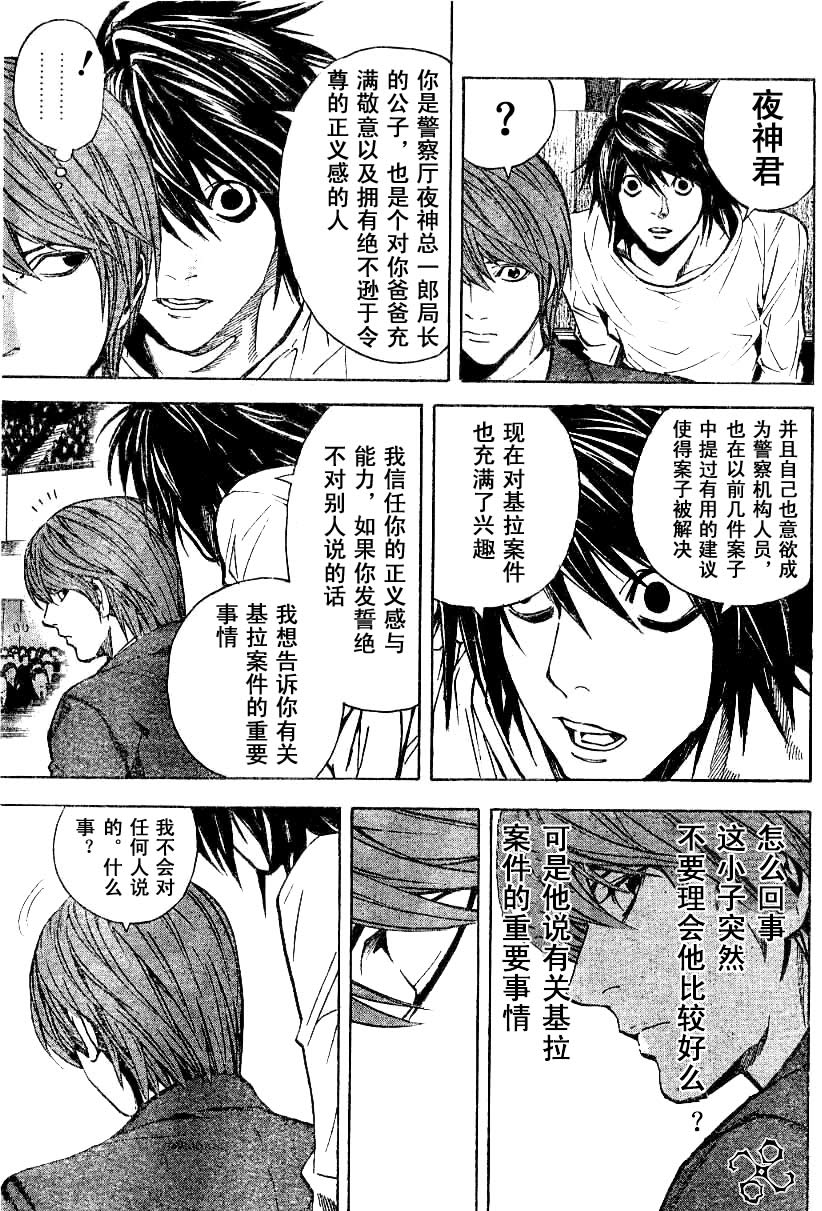 夜神君
？
你是警察厅夜神总一郎局长
的公子，也是个对你爸爸充
满敬意以及拥有绝不逊于令
尊的正义感的人
！
………
………
并且自己也意欲成
为警察机构人员，
也在以前几件案子
中提过有用的建议
使得案子被解决
现在对基拉案件
也充满了兴趣
我信任你的正义感与
能力，如果你发誓绝
不对别人说的话
我想告诉你有关
基拉案件的重要
事情
怎么回事
这小子突然
不要理会他比较好么？
可是他说有关基拉
案件的重要事情
我不会对
任何人说
的。什么
事？